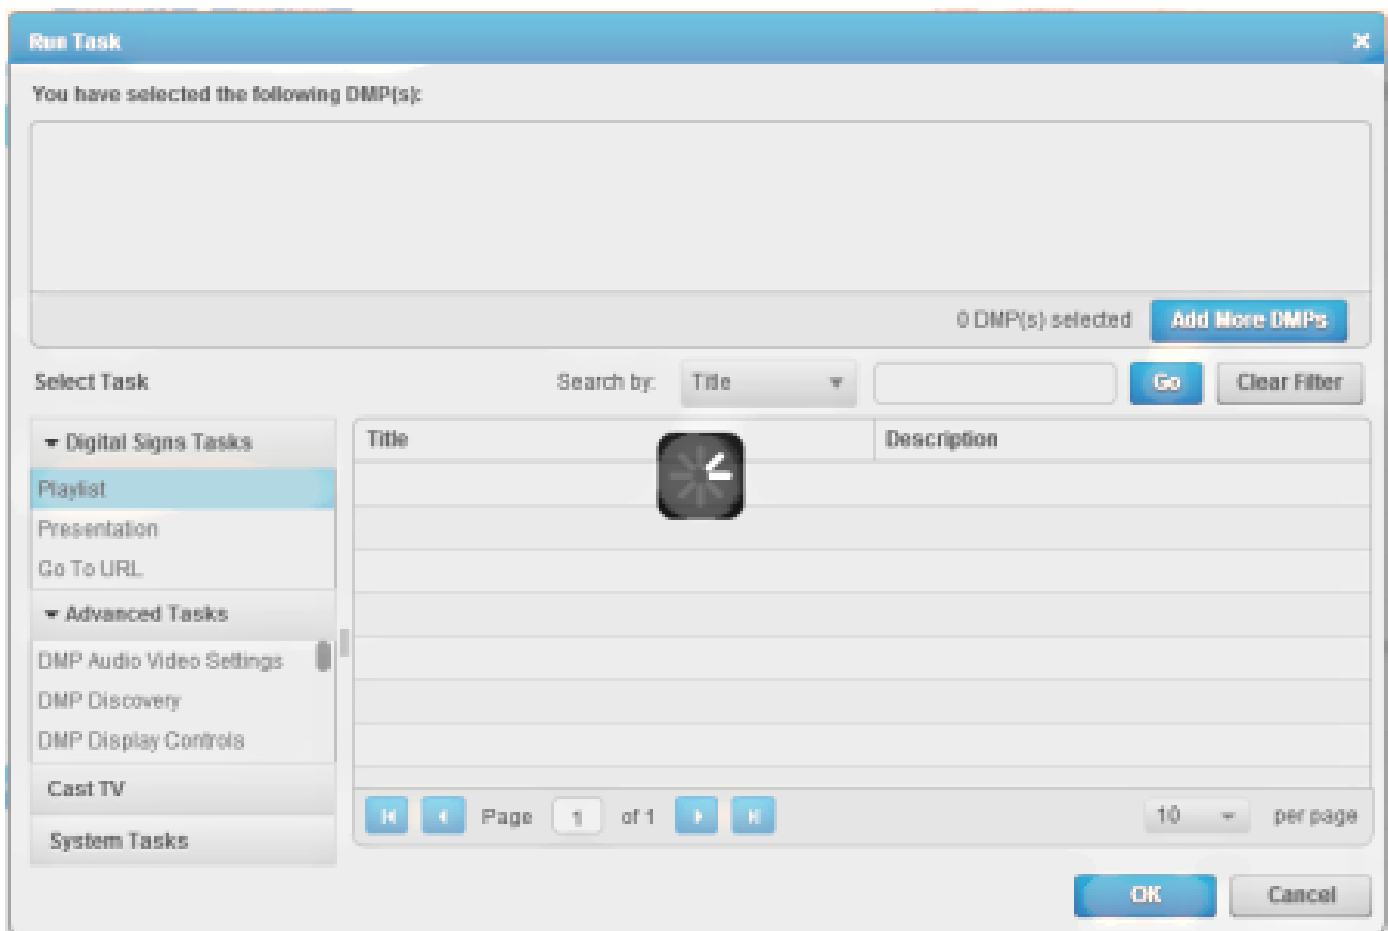 Run Task
You have selected the following DMP(s):
0 DMP(s) selected Add More DMPs
Select Task Search by: Title Go Clear Filter
Digital Signs Tasks
Title Description
Playlist
Presentation
Go To URL
Advanced Tasks
DMP Audio Video Settings
DMP Discovery
DMP Display Controls
Cast TV
System Tasks
Page 1 of 1 10 per page
OK Cancel